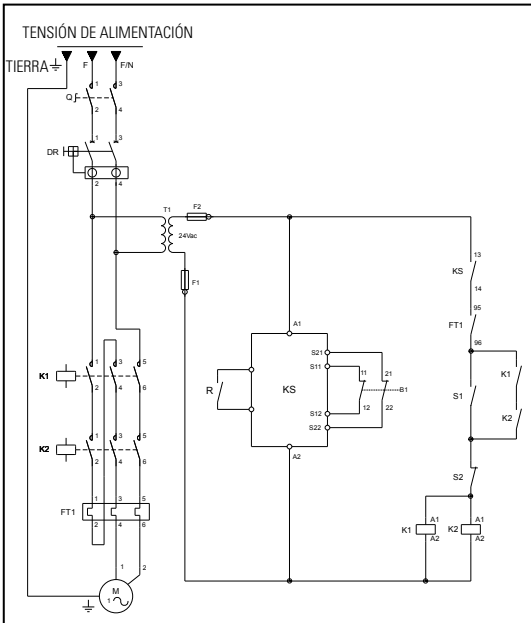 TENSIÓN DE ALIMENTACIÓN
TIERRA F F/N
1 3
Q
2 4
1 3
DR
2 4
T1 F2
24Vac
F1
KS
13
14
A1
95
FT1
96
S21
S11
11 21
K1
1 3 5
K1
2 4 6
R
KS
B1
S1
S12
12 22
S22
K2
A2
K2
1 3 5
2 4 6
S2
FT1
1 3 5
2 4 6
K1 A1
A2
K2 A1
A2
1 2
M
1